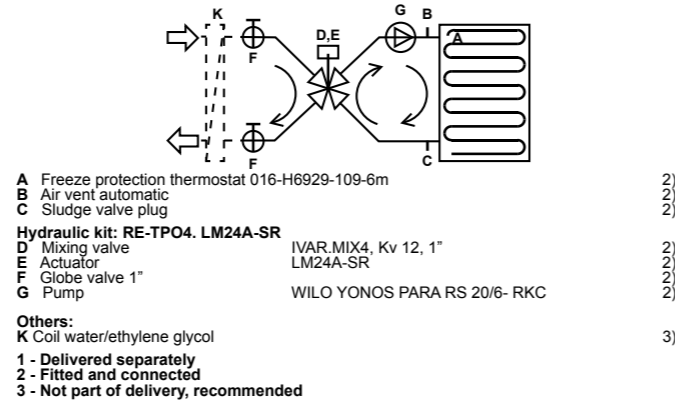 K
G
B
D,E
A
F
F
C
A Freeze protection thermostat 016-H6929-109-6m 2)
B Air vent automatic 2)
C Sludge valve plug 2)
Hydraulic kit: RE-TPO4. LM24A-SR
D Mixing valve IVAR.MIX4, Kv 12, 1" 2)
E Actuator LM24A-SR 2)
F Globe valve 1" 2)
G Pump WILO YONOS PARA RS 20/6- RKC 2)
Others:
K Coil water/ethylene glycol 3)
1 - Delivered separately
2 - Fitted and connected
3 - Not part of delivery, recommended